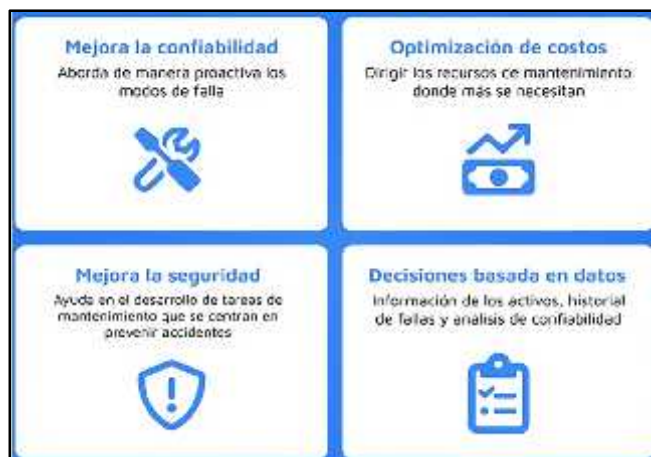 Mejora la confiabilidad
Aborda de manera proactiva los
modos de falla
Optimización de costos
Dirigir los recursos de mantenimiento
donde más se necesitan
Mejora la seguridad
Ayuda en el desarrollo de tareas de
mantenimiento que se centran en
prevenir accidentes
Decisiones basada en datos
Información de los activos, historial
de fallas y análisis de confiabilidad